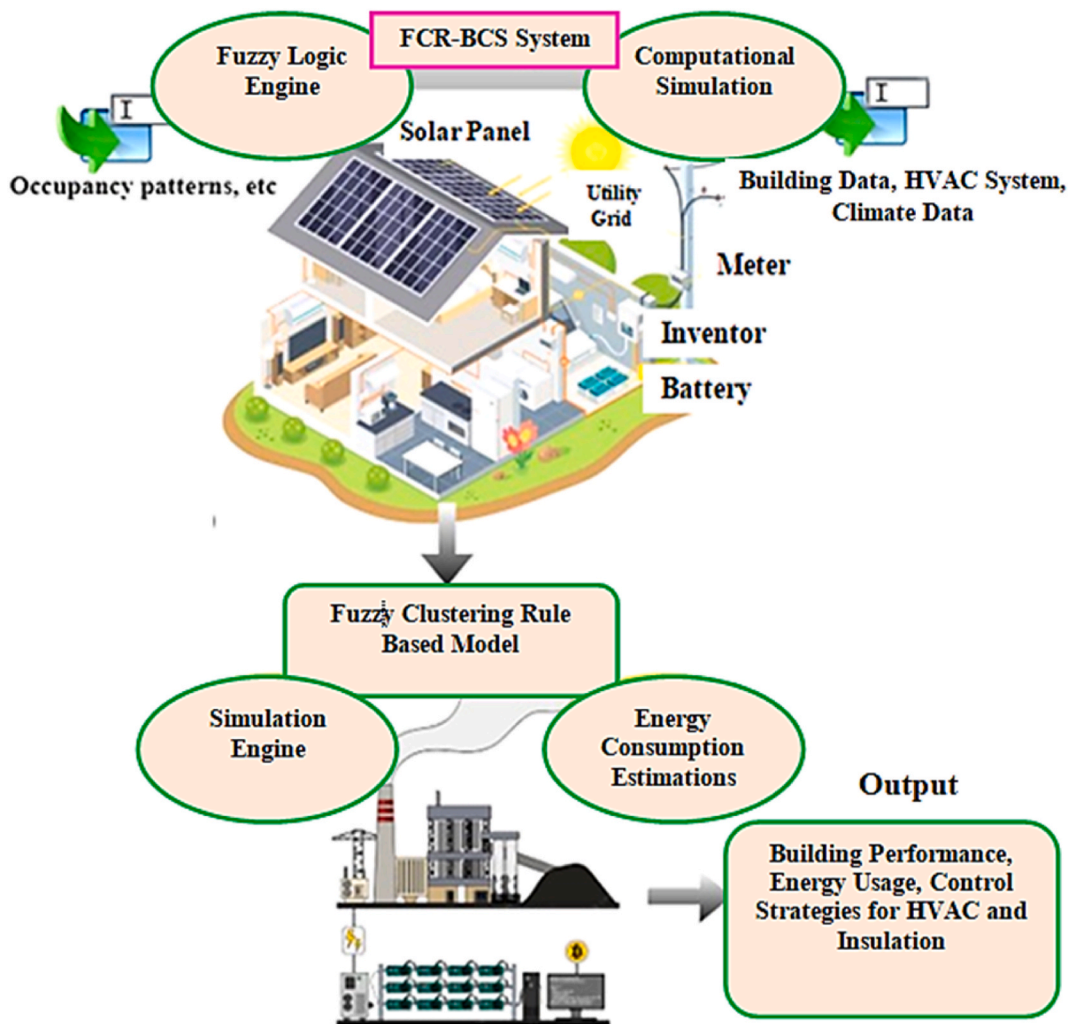 FCR-BCS System
Fuzzy Logic
Engine
Computational
Simulation
Solar Panel
Occupancy patterns, etc
Utility
Grid
Building Data, HVAC System,
Climate Data
Meter
Inventor
Battery
Fuzzy Clustering Rule
Based Model
Simulation
Engine
Energy
Consumption
Estimations
Output
Building Performance,
Energy Usage, Control
Strategies for HVAC and
Insulation